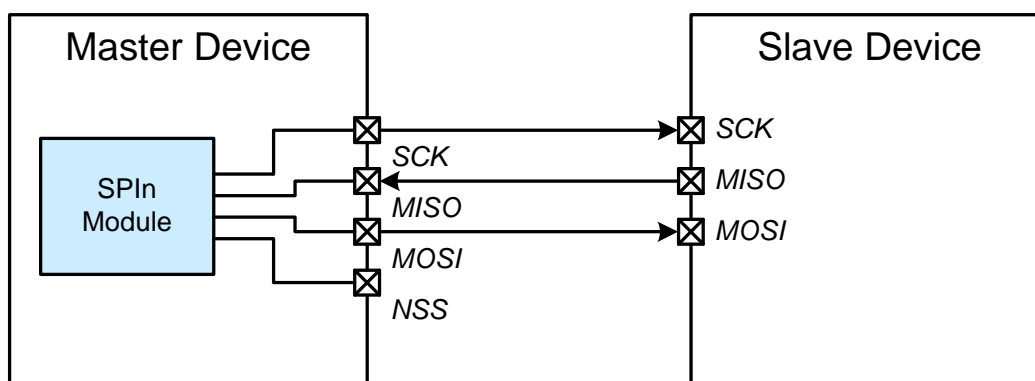 Master Device
Slave Device
SPIn
Module
SCK
MISO
MOSI
NSS
SCK
MISO
MOSI